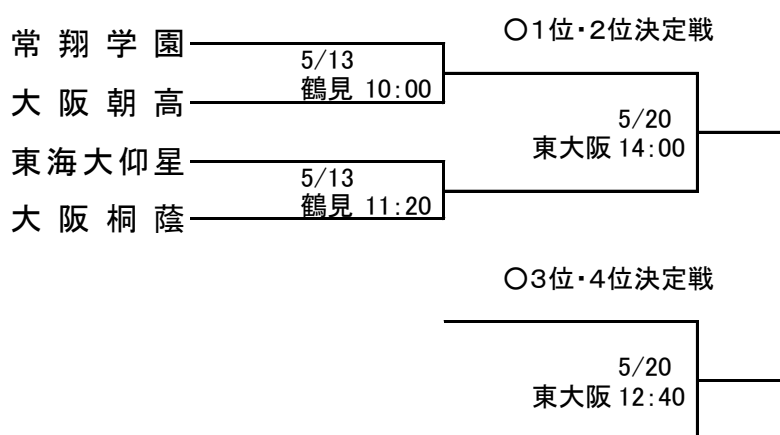 〇1位・2位決定戦
常翔学園
5/13
鶴見 10:00
大阪朝高
5/20
東大阪 14:00
東海大仰星
5/13
鶴見 11:20
大阪桐蔭
〇3位・4位決定戦
5/20
東大阪 12:40